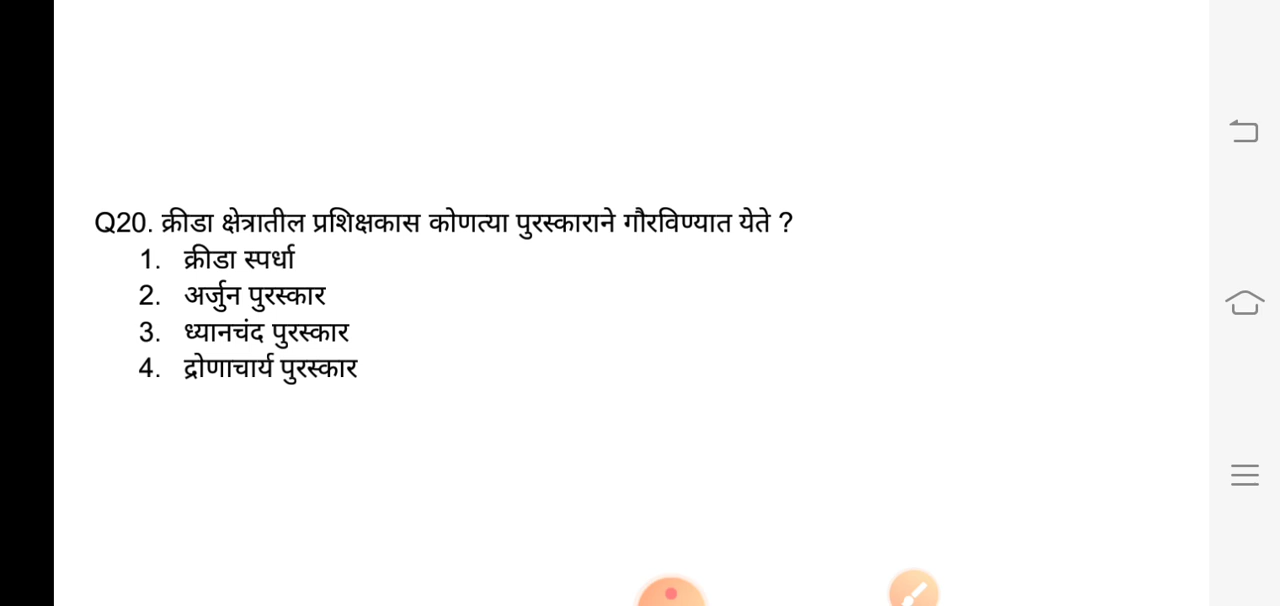 Q20. क्रीडा क्षेत्रातील प्रशिक्षकास कोणत्या पुरस्काराने गौरविण्यात येते ?
1. क्रीडा स्पर्धा
2. अर्जुन पुरस्कार
3. ध्यानचंद पुरस्कार
4. द्रोणाचार्य पुरस्कार